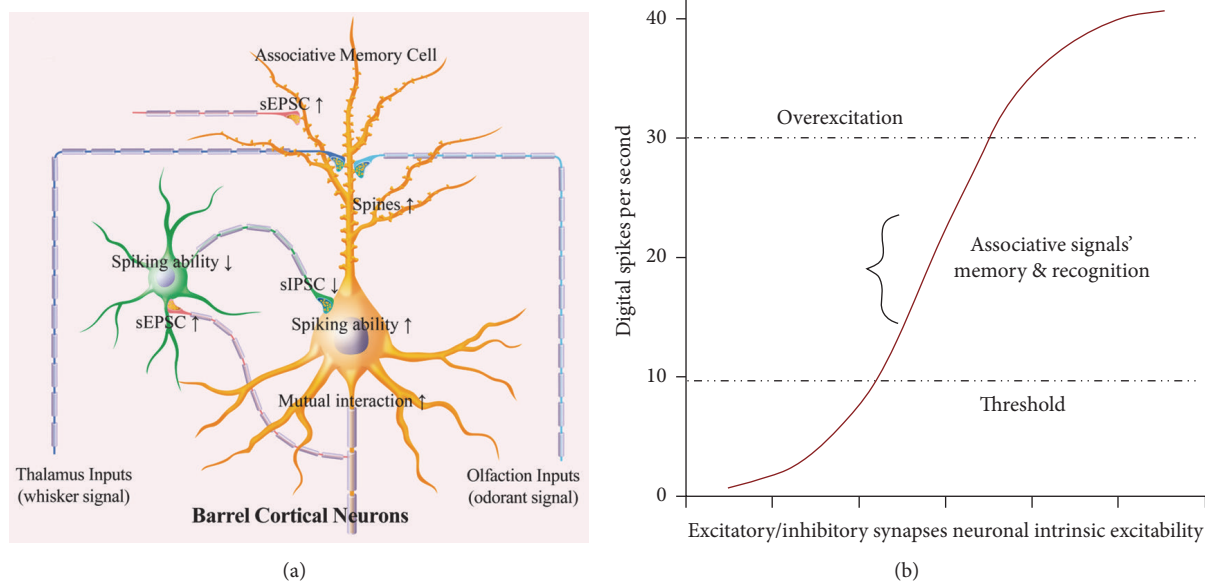 Associative Memory Cell
sEPSC ↑
Spines ↑
Spiking ability ↓
sIPSC ↓
Spiking ability ↑
sEPSC ↑
Mutual interaction ↑
Thalamus Inputs
(whisker signal)
Olfaction Inputs
(odorant signal)
Barrel Cortical Neurons
(a)
Digital spikes per second
40
30
20
10
0
Overexcitation
Associative signals’
memory & recognition
Threshold
Excitatory/inhibitory synapses neuronal intrinsic excitability
(b)